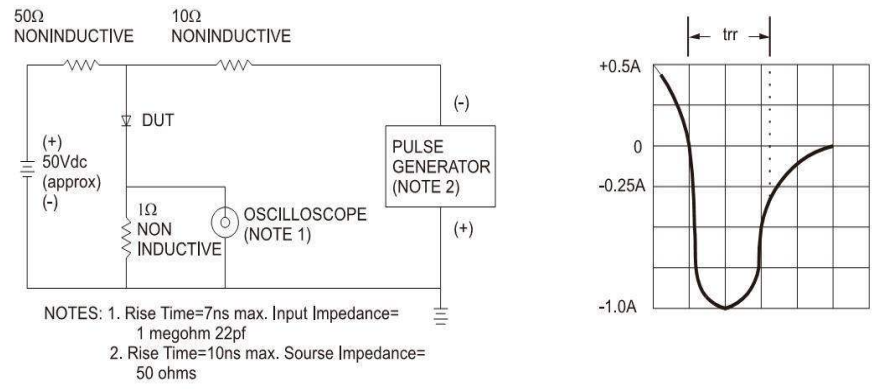 50Ω
NONINDUCTIVE
10Ω
NONINDUCTIVE
DUT
(+)
50Vdc
(approx)
(-)
1Ω
NON
INDUCTIVE
OSCILLOSCOPE
(NOTE 1)
(-)
PULSE
GENERATOR
(NOTE 2)
(+)
NOTES: 1. Rise Time=7ns max. Input Impedance=
1 megohm 22pf
2. Rise Time=10ns max. Sourse Impedance=
50 ohms
trr
+0.5A
0
-0.25A
-1.0A